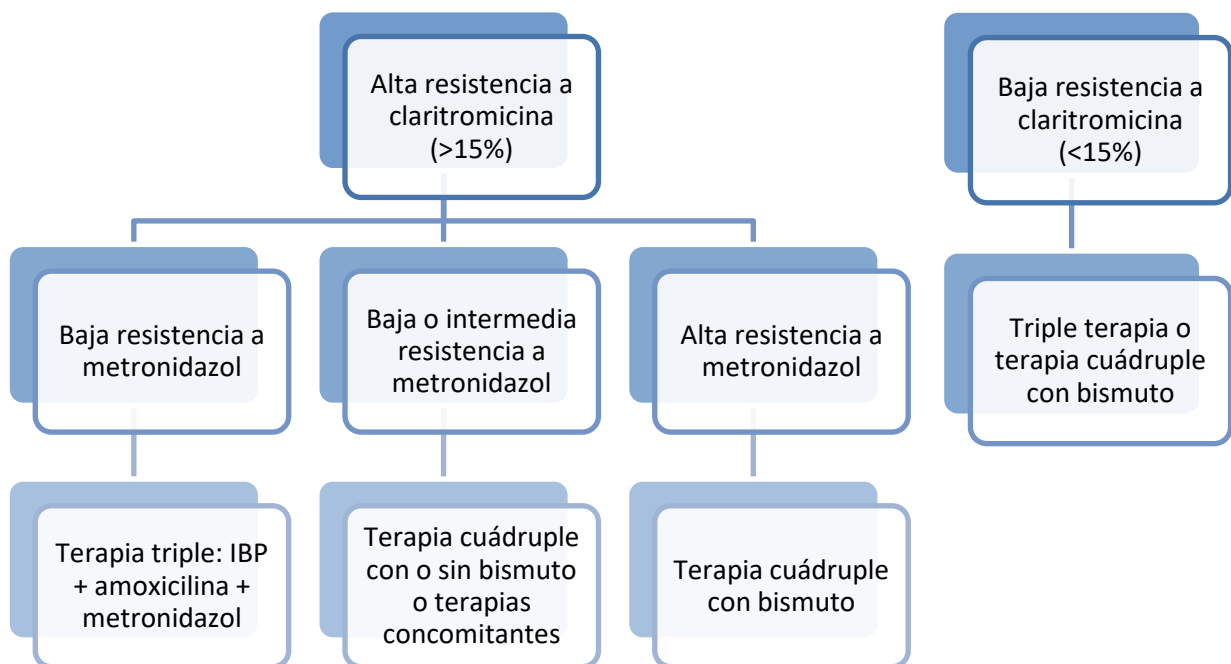 Alta resistencia a
claritromicina
(>15%)
Baja resistencia a
claritromicina
(<15%)
Baja resistencia a
metronidazol
Baja o intermedia
resistencia a
metronidazol
Alta resistencia a
metronidazol
Triple terapia o
terapia cuádruple
con bismuto
Terapia triple: IBP
+ amoxicilina +
metronidazol
Terapia cuádruple
con o sin bismuto
o terapias
concomitantes
Terapia cuádruple
con bismuto